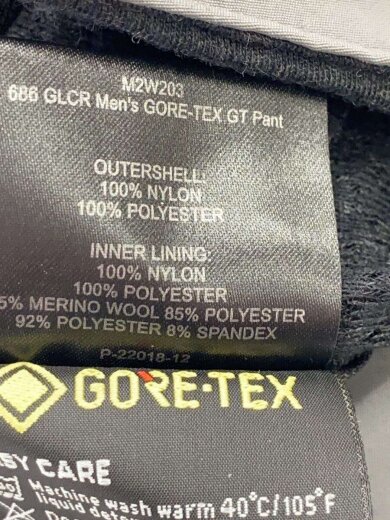 M2W203
686 GLCR Men's GORE-TEX GT Pant
OUTERSHELL:
100% NYLON
100% POLYESTER
INNER LINING:
100% NYLON
100% POLYESTER
5% MERINO WOOL 85% POLYESTER
92% POLYESTER 8% SPANDEX
P-22018-12
GORE-TEX
SY CARE
Machine wash warm 40°C/105°F
liquid deter